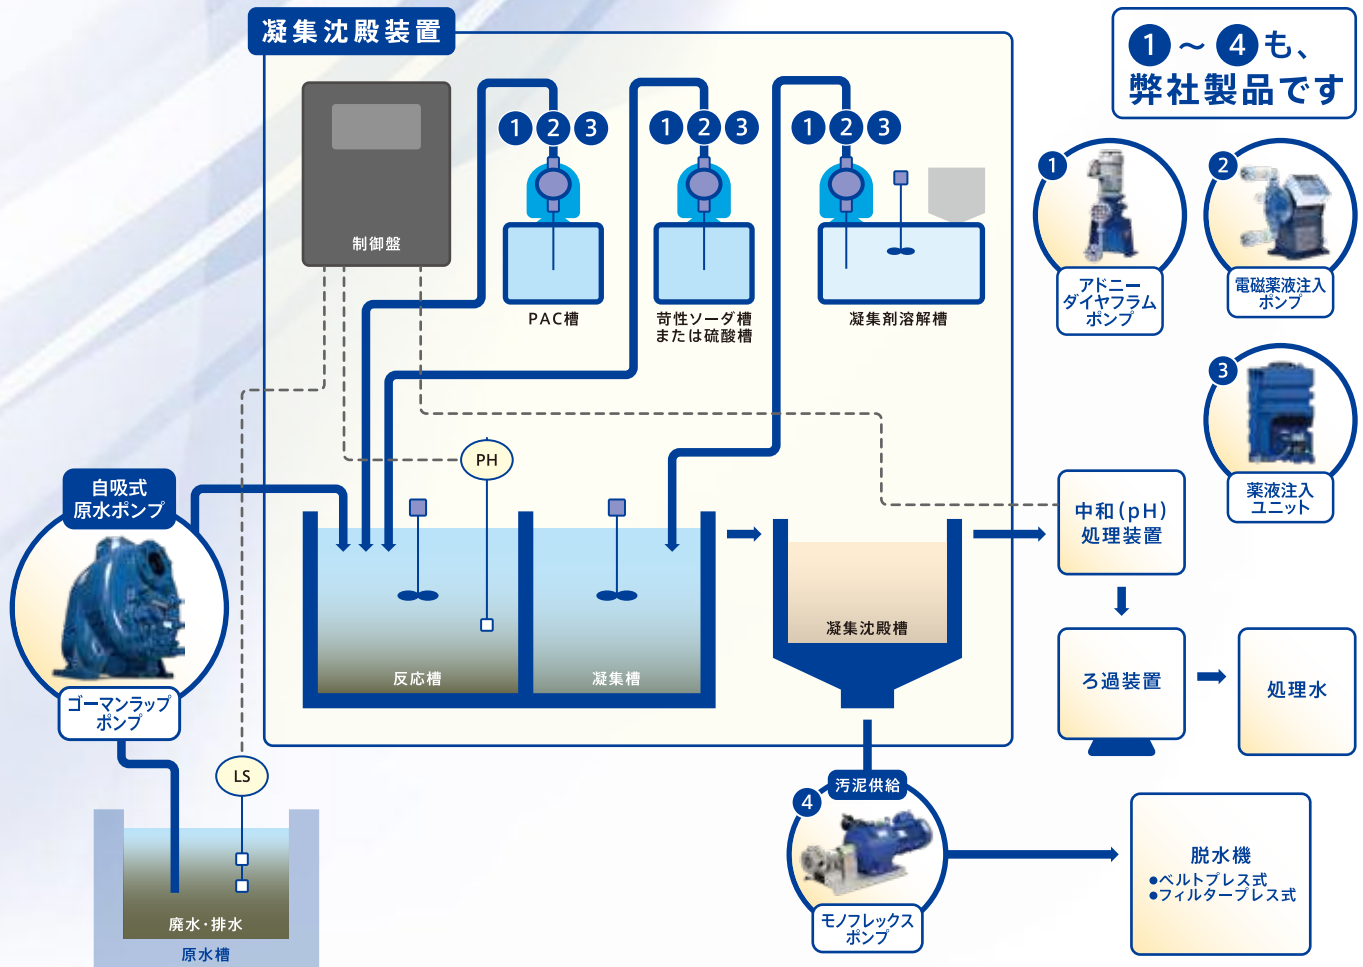 凝集沈殿装置
1 ～ 4 も、
弊社製品です
制御盤
1 2 3
1 2 3
1 2 3
PAC槽
苛性ソーダ槽
または硫酸槽
凝集剤溶解槽
1
アドニー
ダイヤフラム
ポンプ
2
電磁薬液注入
ポンプ
3
薬液注入
ユニット
PH
自吸式
原水ポンプ
ゴーマンラップ
ポンプ
反応槽
凝集槽
凝集沈殿槽
中和(pH)
処理装置
ろ過装置
処理水
LS
廃水・排水
原水槽
汚泥供給
4
モノフレックス
ポンプ
脱水機
●ベルトプレス式
●フィルタープレス式